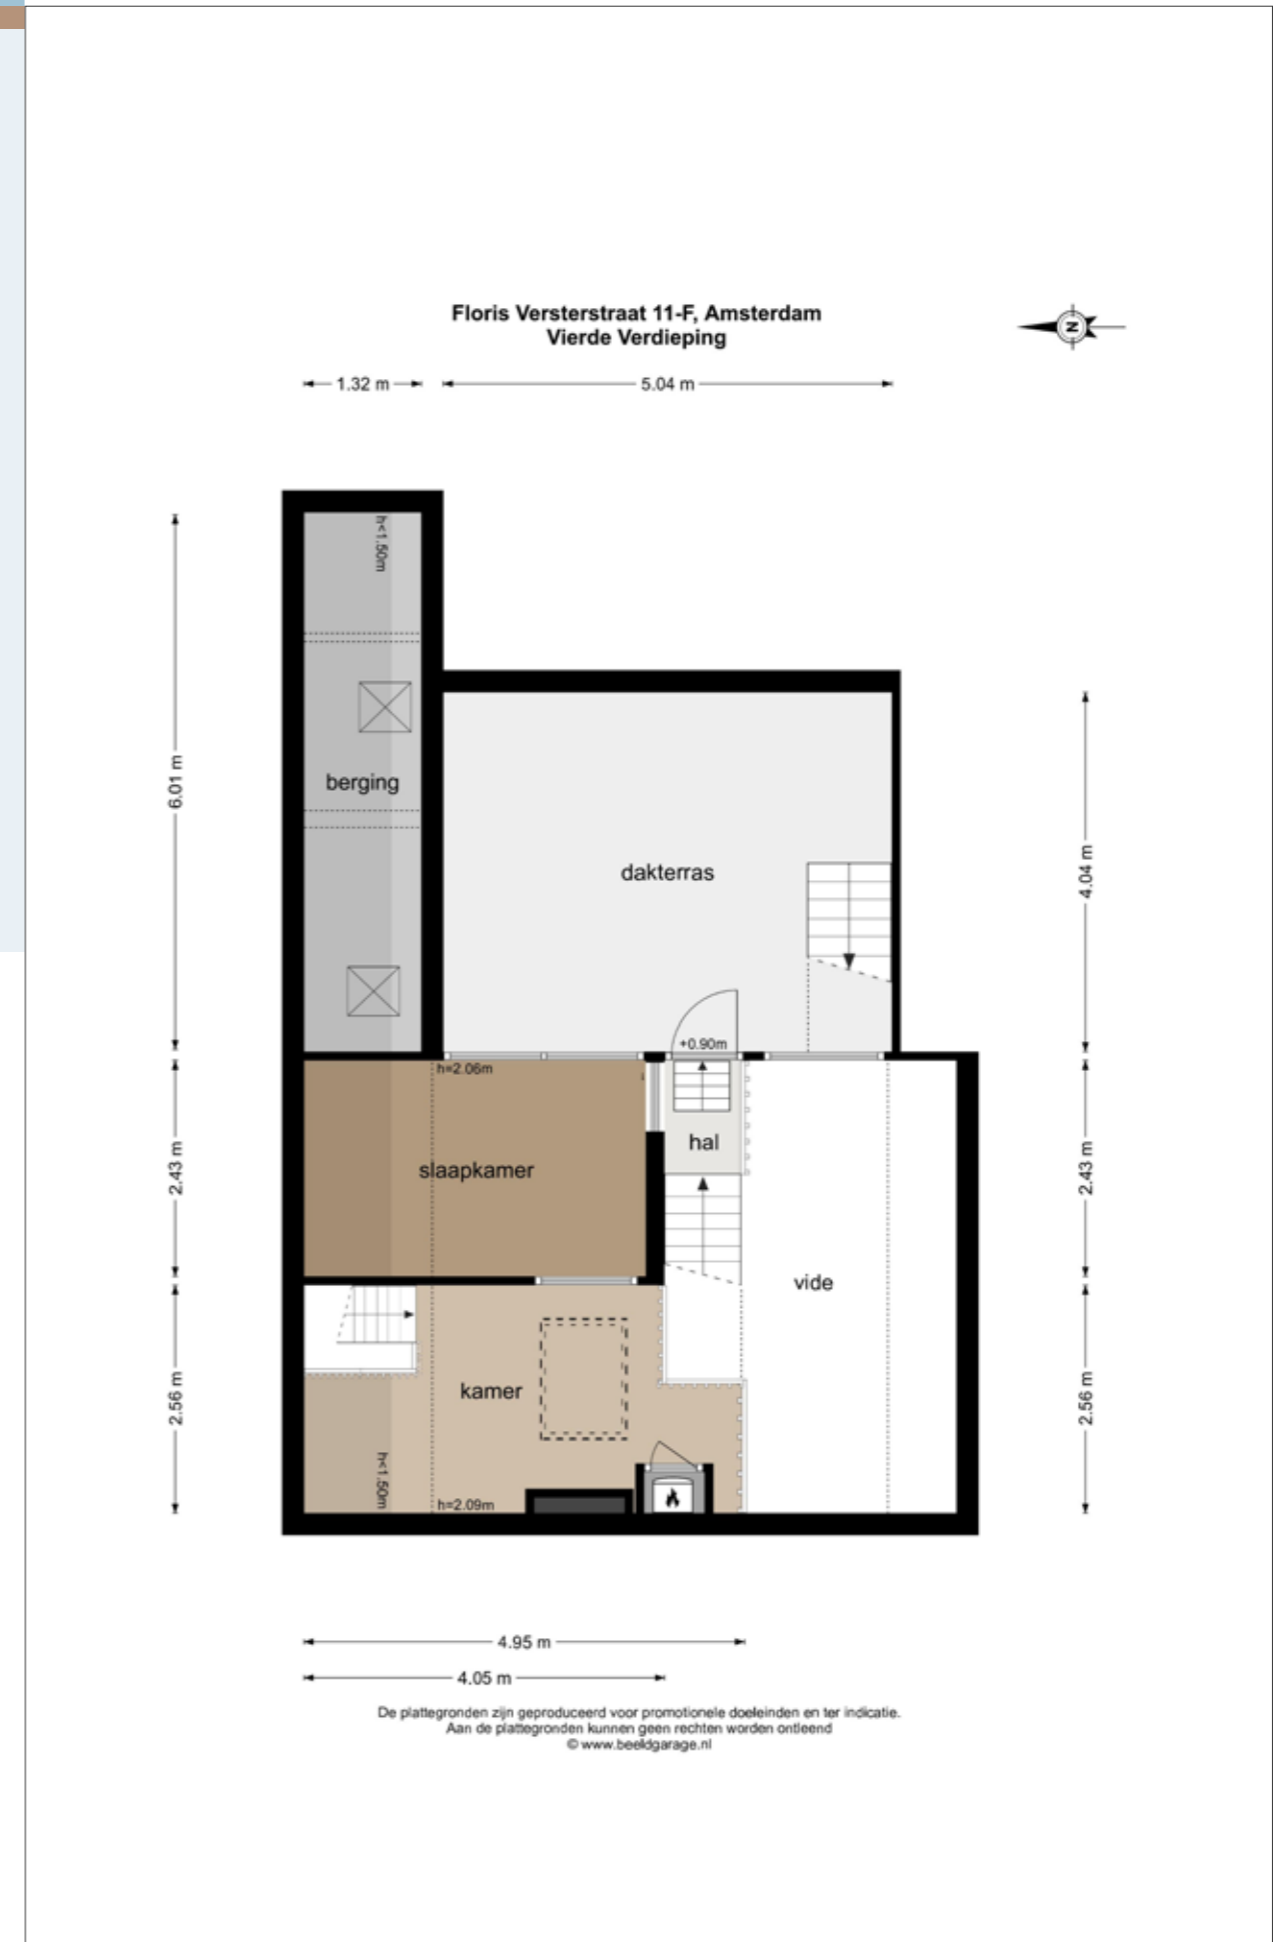 Floris Versterstraat 11-F, Amsterdam
Vierde Verdieping
N
1.32 m
5.04 m
h<1.50m
6.01 m
berging
dakterras
4.04 m
+0.90m
h=2.06m
hal
slaapkamer
2.43 m
2.43 m
vide
kamer
2.56 m
2.56 m
h<1.50m
h=2.09m
4.95 m
4.05 m
De plattegronden zijn geproduceerd voor promotionele doeleinden en ter indicatie.
Aan de plattegronden kunnen geen rechten worden ontleend
© www.beeldgarage.nl